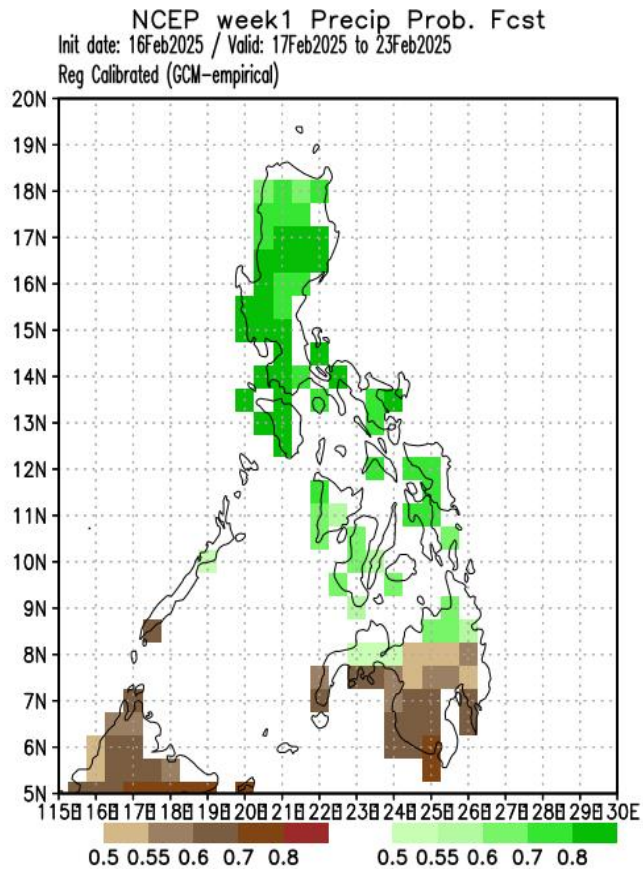 NCEP week1 Precip Prob. Fcst
Init date: 16Feb2025 / Valid: 17Feb2025 to 23Feb2025
Reg Calibrated (GCM-empirical)
20N
19N
18N
17N
16N
15N
14N
13N
12N
11N
10N
9N
8N
7N
6N
5N
115E 116E 117E 118E 119E 120E 121E 122E 123E 124E 125E 126E 127E 128E 129E 130E
0.5 0.55 0.6 0.7 0.8 0.5 0.55 0.6 0.7 0.8